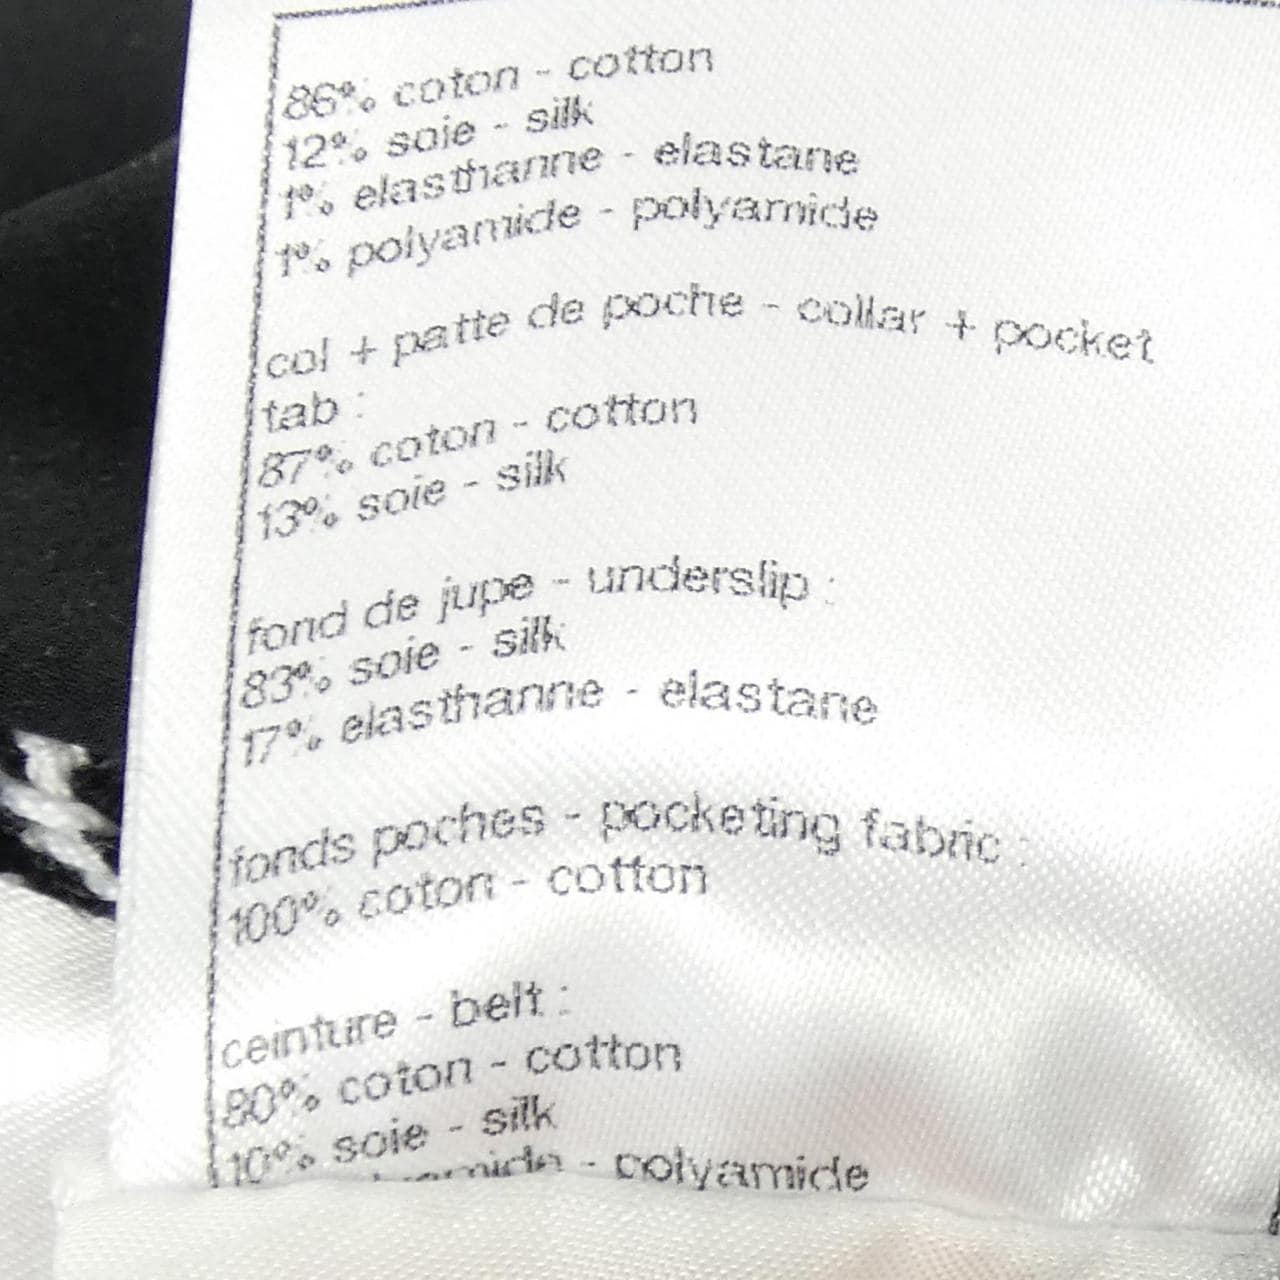 86% coton - cotton
12% soie - silk
1% elasthanne - elastane
1% polyamide - polyamide
col + patte de poche - collar + pocket
tab :
87% coton - cotton
13% soie - silk
fond de jupe - underslip :
83% soie - silk
17% elasthanne - elastane
fonds poches - pocketing fabric :
100% coton - cotton
ceinture - belt :
80% coton - cotton
10% soie - silk
- polyamide